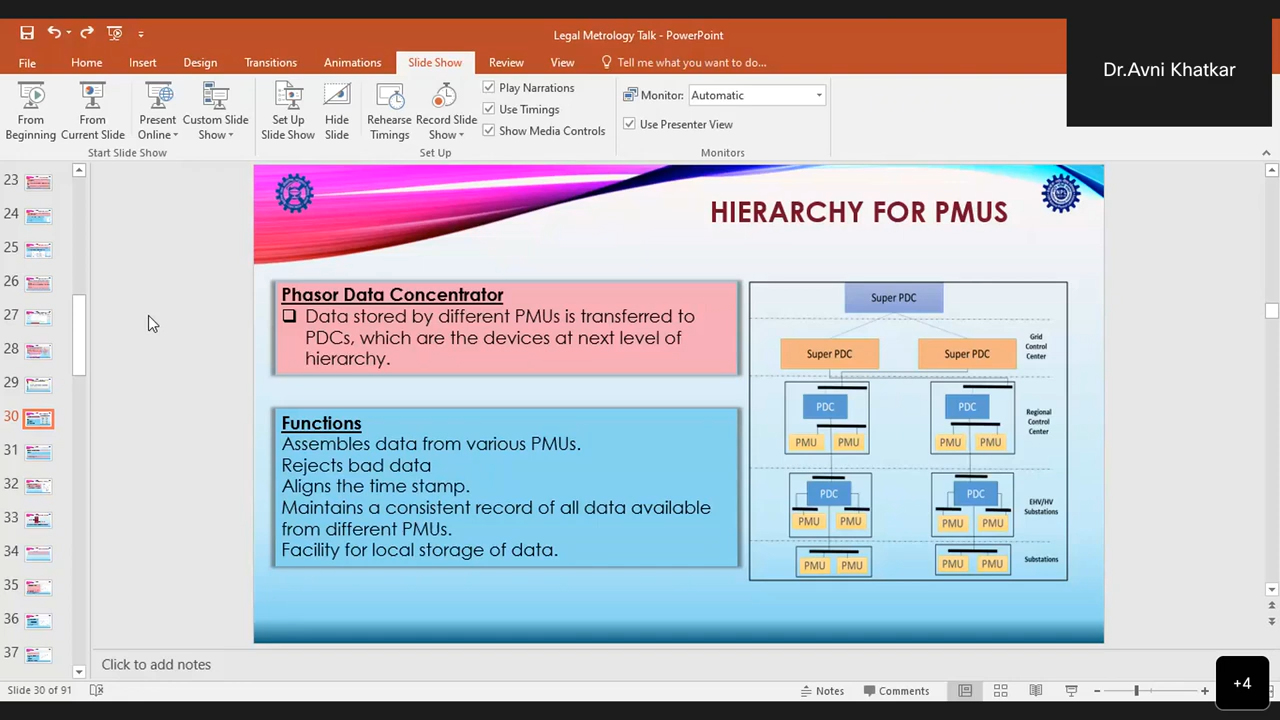 Legal Metrology Talk - PowerPoint
Dr.Avni Khatkar
File Home Insert Design Transitions Animations Slide Show Review View Tell me what you want to do...
From Beginning
From Current Slide
Present Online
Custom Slide Show
Set Up Slide Show
Hide Slide
Rehearse Timings
Record Slide Show
Play Narrations
Use Timings
Show Media Controls
Monitor: Automatic
Use Presenter View
Start Slide Show
Set Up
Monitors
23
24
25
26
27
28
29
30
31
32
33
34
35
36
37
HIERARCHY FOR PMUS
Phasor Data Concentrator
Data stored by different PMUs is transferred to
PDCs, which are the devices at next level of
hierarchy.
Functions
Assembles data from various PMUs.
Rejects bad data
Aligns the time stamp.
Maintains a consistent record of all data available
from different PMUs.
Facility for local storage of data.
Super PDC
Super PDC Super PDC
Grid
Control
Center
PDC PDC
PMU PMU PMU PMU
Regional
Control
Center
PDC PDC
PMU PMU PMU PMU
EHV/HV
Substations
PMU PMU PMU PMU
Substations
Click to add notes
Slide 30 of 91
Notes Comments
+4